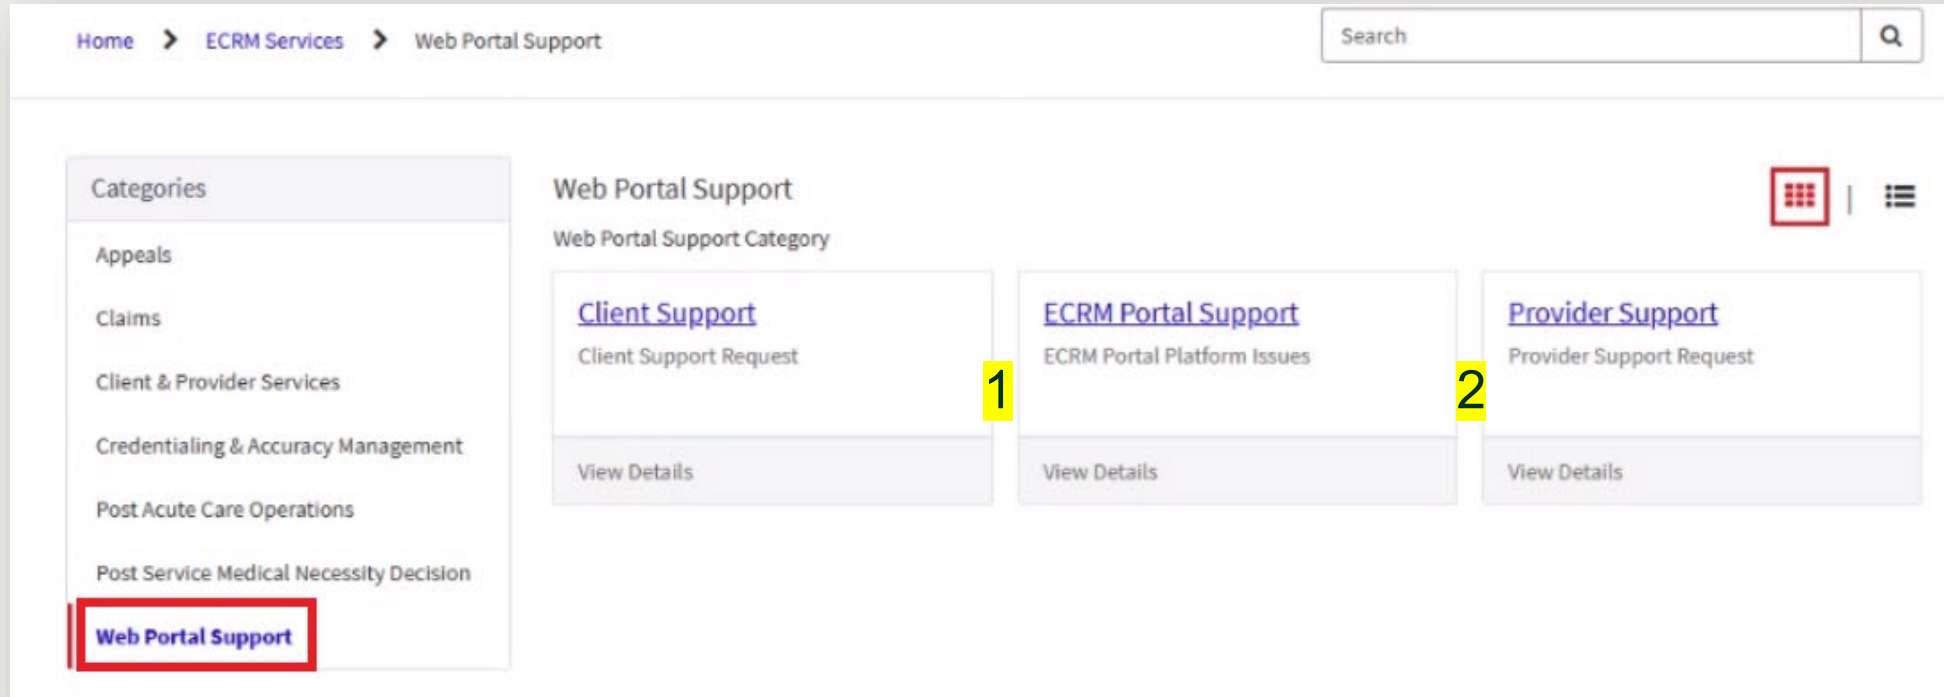 Home > ECRM Services > Web Portal Support
Search
Categories
Appeals
Claims
Client & Provider Services
Credentialing & Accuracy Management
Post Acute Care Operations
Post Service Medical Necessity Decision
Web Portal Support
Web Portal Support
Web Portal Support Category
Client Support
Client Support Request
View Details
1
ECRM Portal Support
ECRM Portal Platform Issues
View Details
2
Provider Support
Provider Support Request
View Details